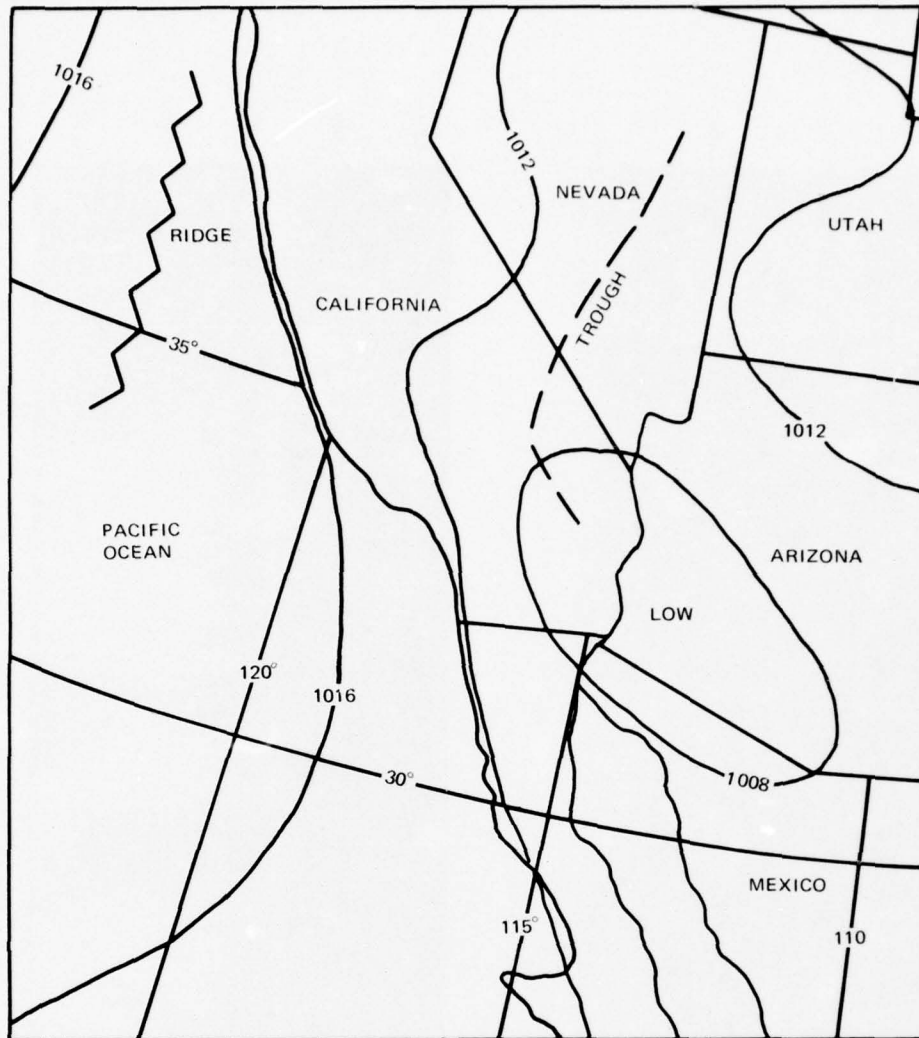 1016
1012
NEVADA
UTAH
RIDGE
CALIFORNIA
TROUGH
35°
1012
PACIFIC
OCEAN
ARIZONA
LOW
120°
1016
30°
1008
MEXICO
115°
110